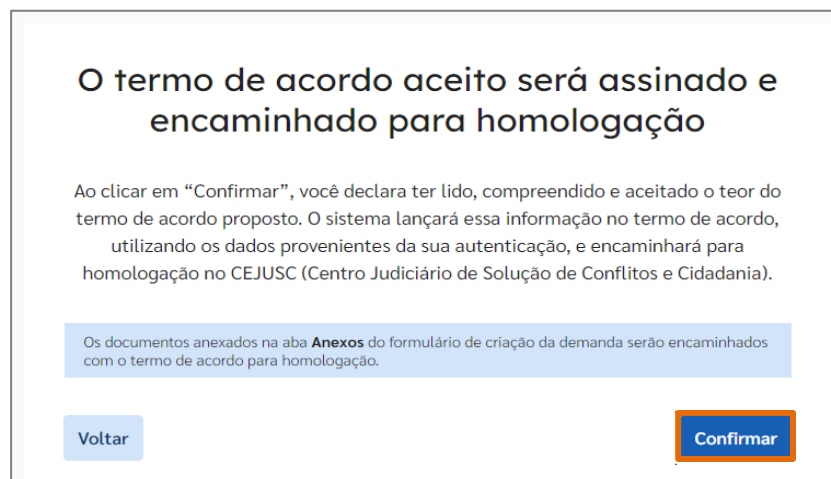 O termo de acordo aceito será assinado e
encaminhado para homologação
Ao clicar em “Confirmar”, você declara ter lido, compreendido e aceitado o teor do
termo de acordo proposto. O sistema lançará essa informação no termo de acordo,
utilizando os dados provenientes da sua autenticação, e encaminhará para
homologação no CEJUSC (Centro Judiciário de Solução de Conflitos e Cidadania).
Os documentos anexados na aba Anexos do formulário de criação da demanda serão encaminhados
com o termo de acordo para homologação.
Voltar
Confirmar